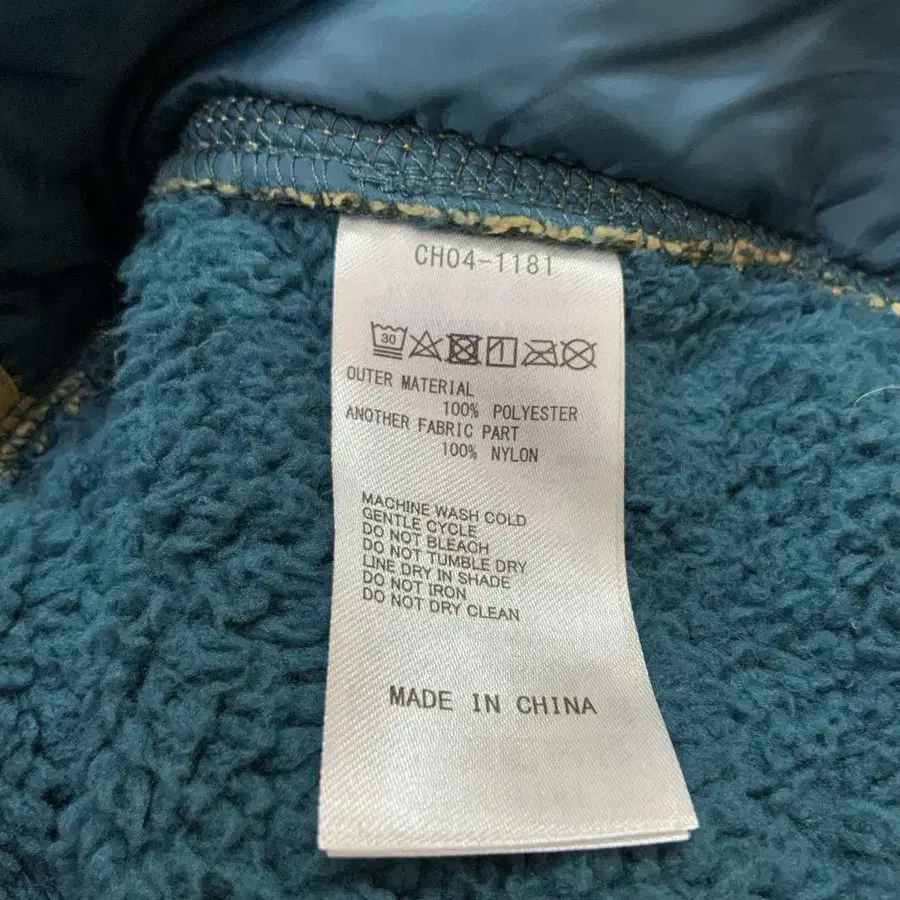 CH04-1181
30
OUTER MATERIAL
100% POLYESTER
ANOTHER FABRIC PART
100% NYLON
MACHINE WASH COLD
GENTLE CYCLE
DO NOT BLEACH
DO NOT TUMBLE DRY
LINE DRY IN SHADE
DO NOT IRON
DO NOT DRY CLEAN
MADE IN CHINA